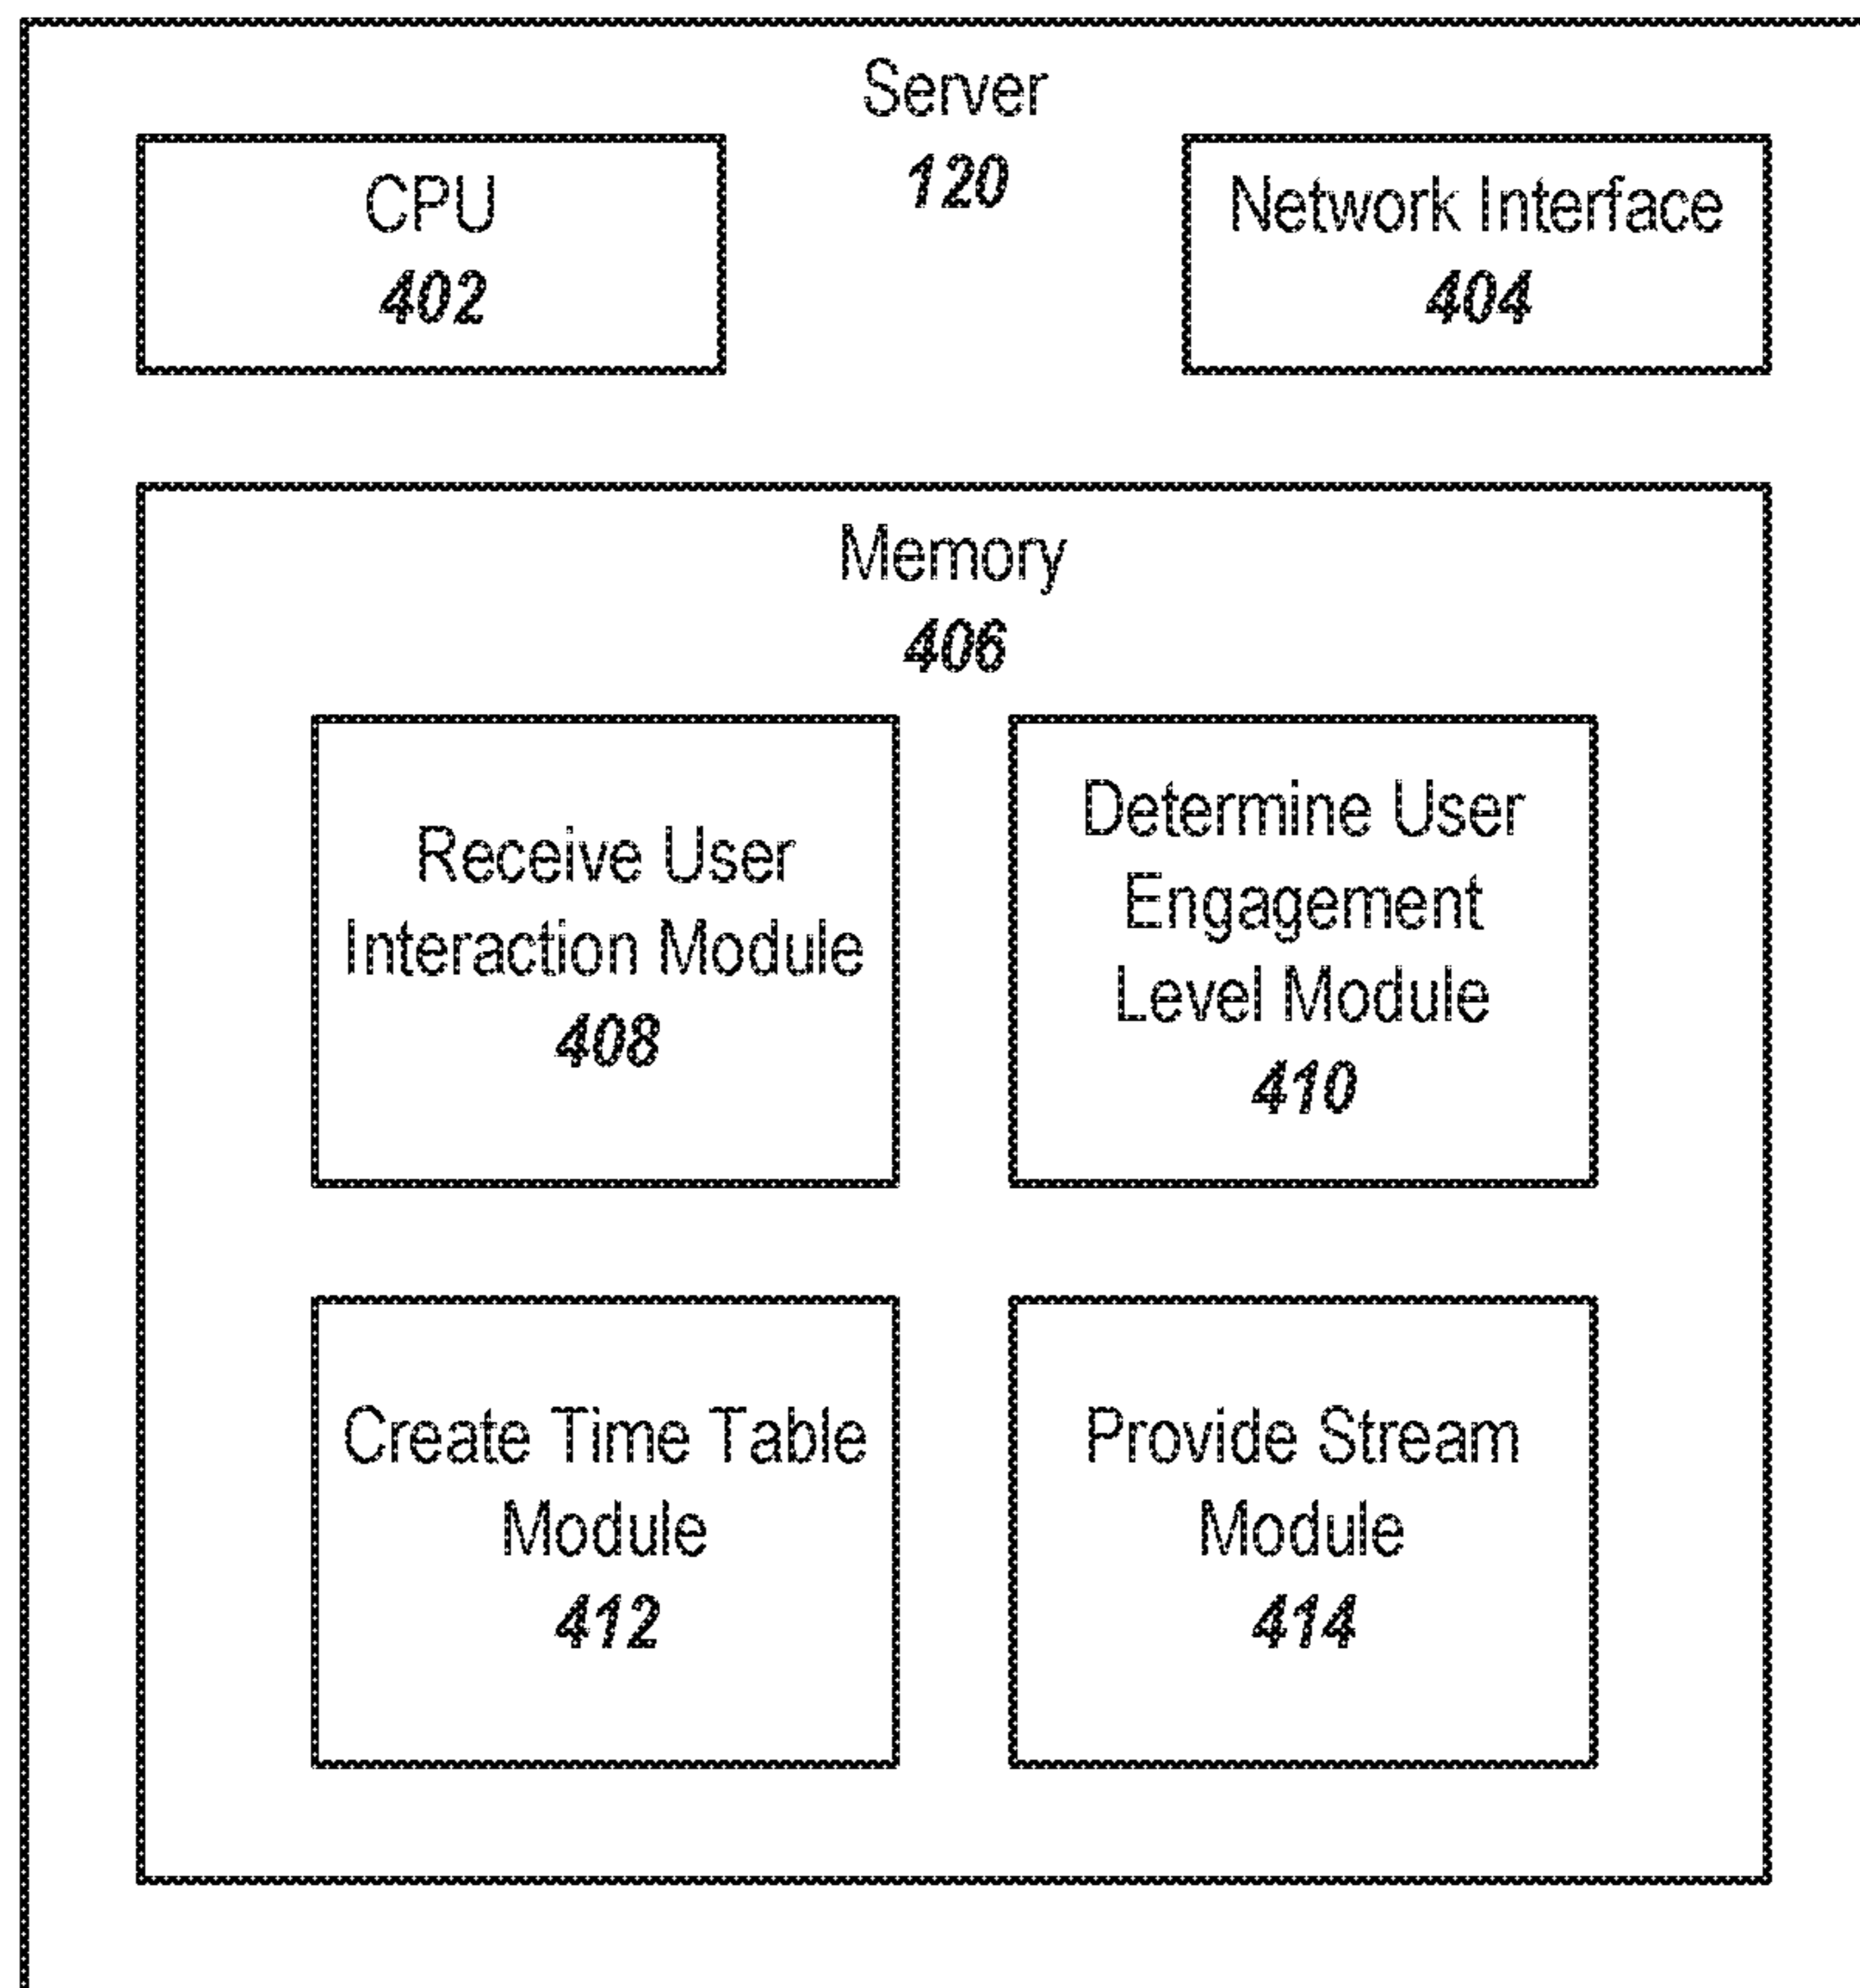 Server
120
CPU
402
Network Interface
404
Memory
406
Receive User
Interaction Module
408
Determine User
Engagement
Level Module
410
Create Time Table
Module
412
Provide Stream
Module
414